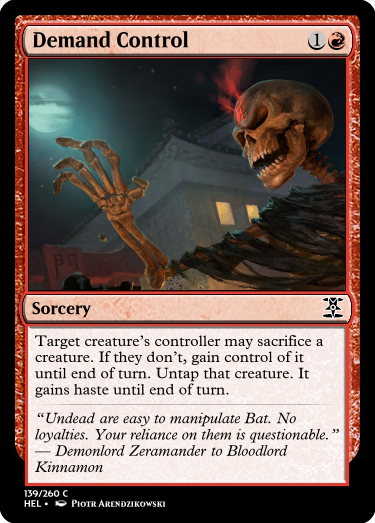 Demand Control
1
Sorcery
Target creature's controller may sacrifice a
creature. If they don't, gain control of it
until end of turn. Untap that creature. It
gains haste until end of turn.
“Undead are easy to manipulate Bat. No
loyalties. Your reliance on them is questionable.”
— Demonlord Zeramander to Bloodlord
Kinnamon
139/260 C
HEL • Piotr Arendzikowski